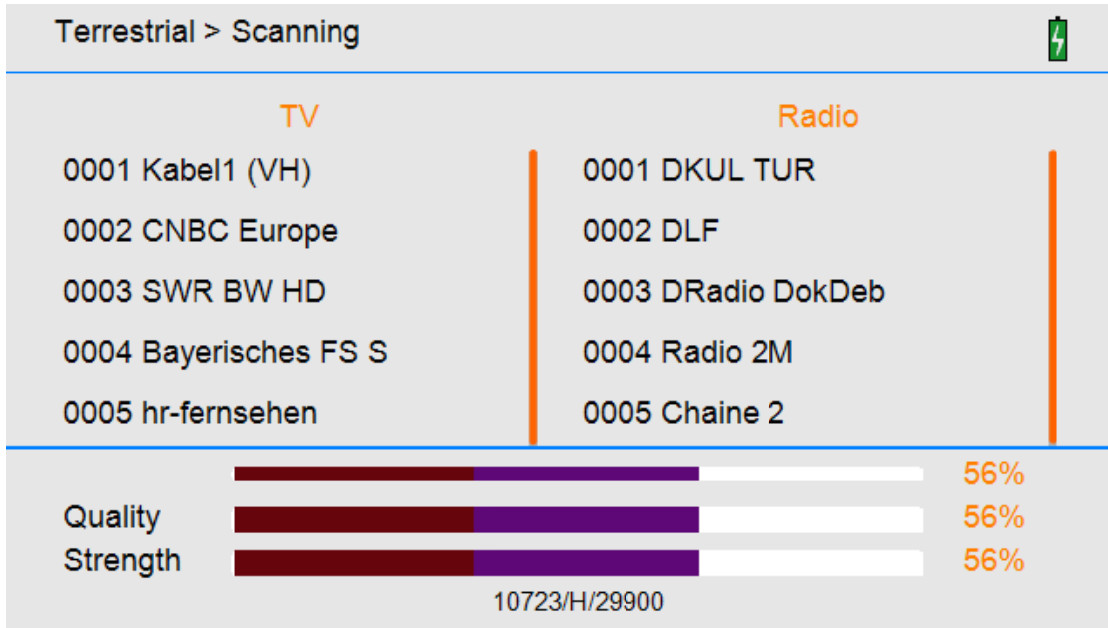 Terrestrial > Scanning
TV
Radio
0001 Kabel1 (VH)
0001 DKUL TUR
0002 CNBC Europe
0002 DLF
0003 SWR BW HD
0003 DRadio DokDeb
0004 Bayerisches FS S
0004 Radio 2M
0005 hr-fernsehen
0005 Chaine 2
56%
Quality 56%
Strength 56%
10723/H/29900